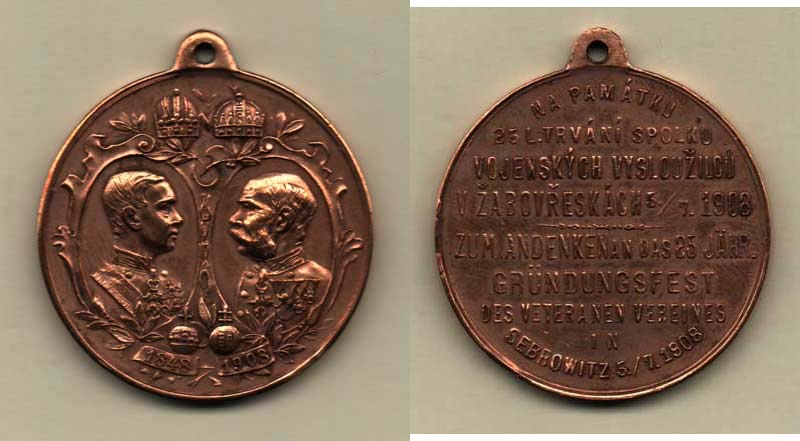 1848 1908
NA PAMÁTKU
25 L. TRVÁNÍ SPOLKU
VOJENSKÝCH VYSLOUŽILCŮ
V ŽABOVŘESKÁCH 5/7. 1908
ZUM ANDENKEN AN DAS 25 JÄHR.
GRÜNDUNGSFEST
DES VETERANEN VEREINES
IN
SEBROWITZ 5./7. 1908